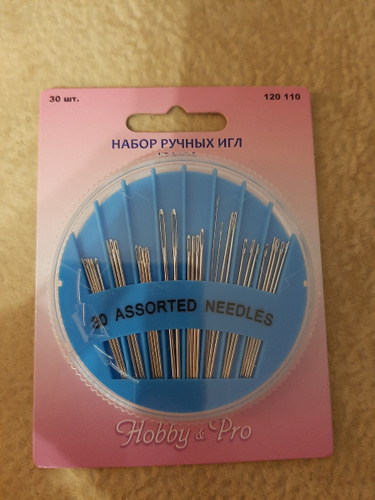 30 шт.
120 110
НАБОР РУЧНЫХ ИГЛ
30 ASSORTED NEEDLES
Hobby & Pro